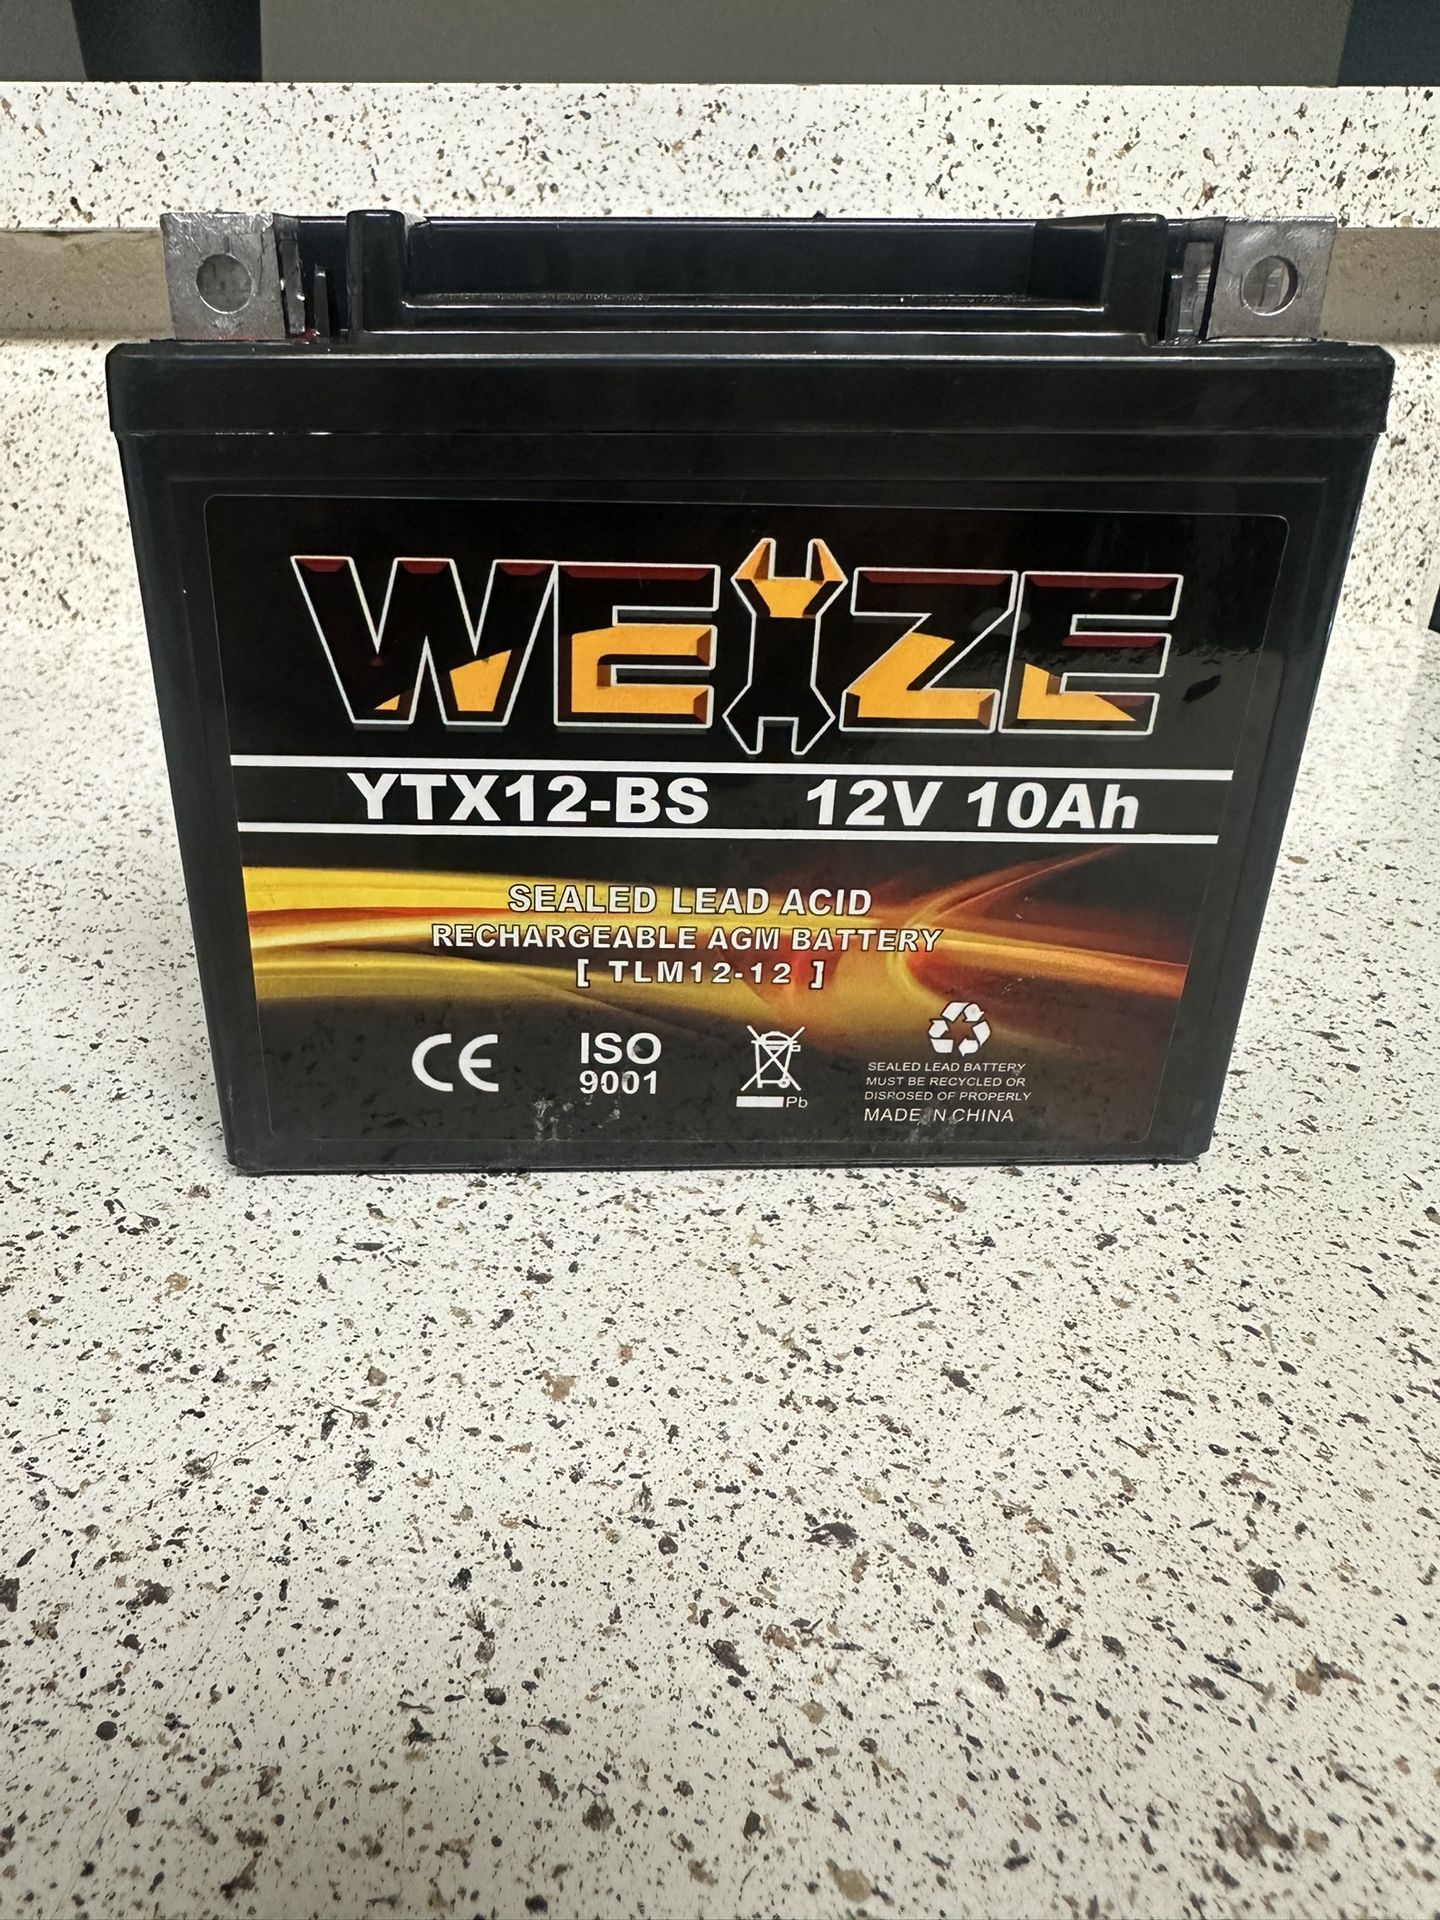 WEIZE
YTX12-BS 12V 10Ah
SEALED LEAD ACID
RECHARGEABLE AGM BATTERY
[ TLM12-12 ]
CE
ISO
9001
Pb
SEALED LEAD BATTERY
MUST BE RECYCLED OR
DISPOSED OF PROPERLY
MADE IN CHINA